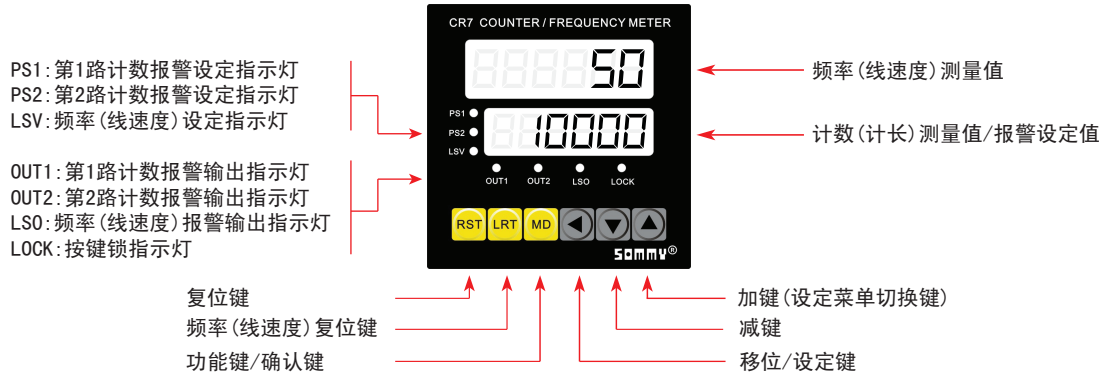 CR7 COUNTER/FREQUENCY METER
50
10000
PS1
PS2
LSV
OUT1 OUT2 LSO LOCK
RST LRT MD
SOMMV®
PS1:第1路计数报警设定指示灯
PS2:第2路计数报警设定指示灯
LSV:频率(线速度)设定指示灯
OUT1:第1路计数报警输出指示灯
OUT2:第2路计数报警输出指示灯
LSO:频率(线速度)报警输出指示灯
LOCK:按键锁指示灯
频率(线速度)测量值
计数(计长)测量值/报警设定值
复位键
频率(线速度)复位键
功能键/确认键
加键(设定菜单切换键)
减键
移位/设定键